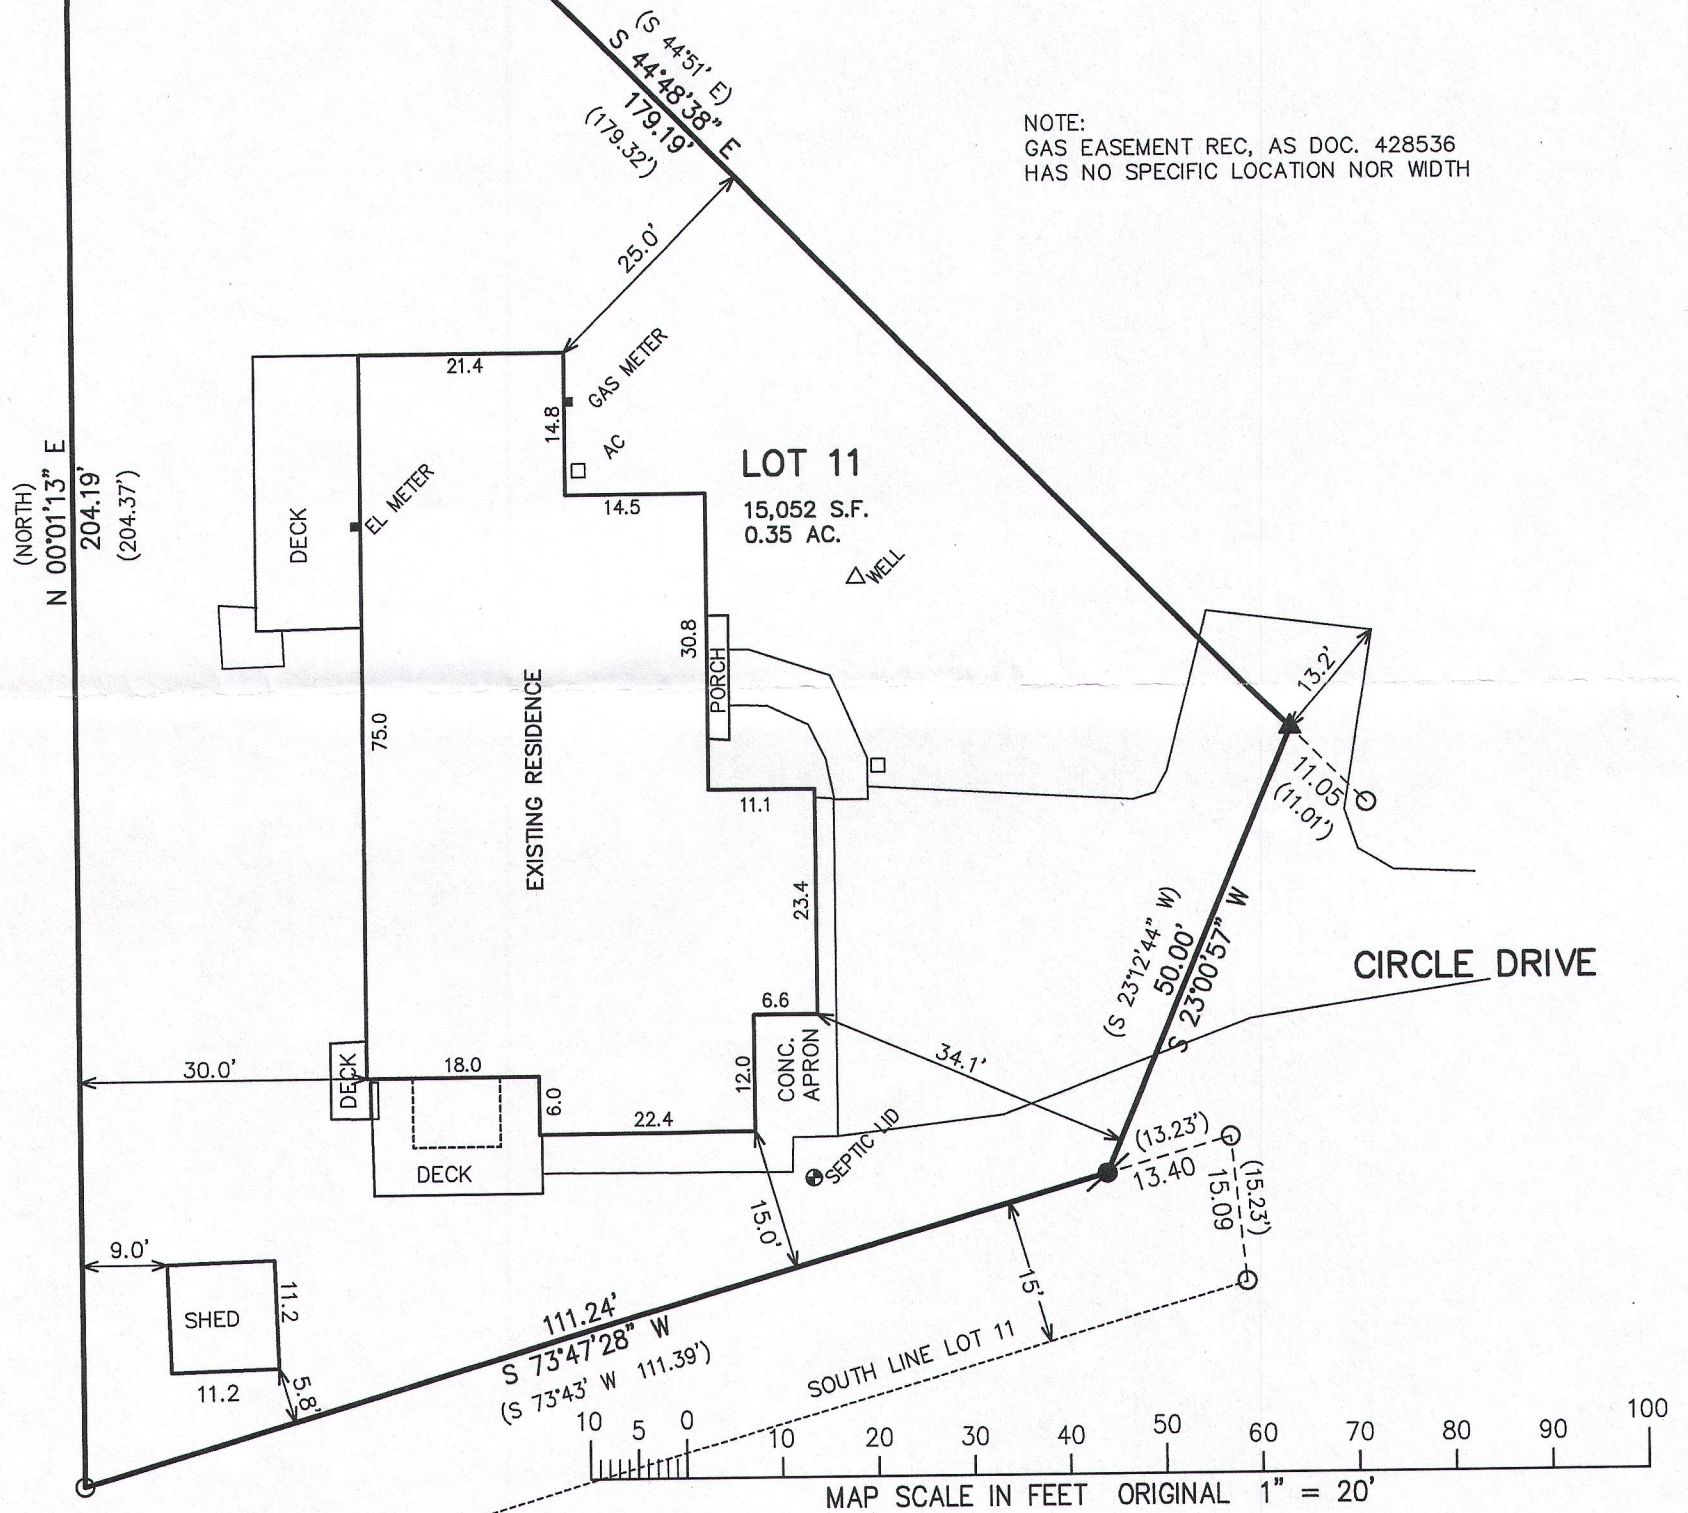 (S 44°51' E)
S 44°48'38" E
179.19'
(179.32')
NOTE:
GAS EASEMENT REC, AS DOC. 428536
HAS NO SPECIFIC LOCATION NOR WIDTH
25.0'
21.4
GAS METER
14.8
AC
14.5
LOT 11
15,052 S.F.
0.35 AC.
WELL
(NORTH)
N 00°01'13" E
204.19'
(204.37')
DECK
EL METER
30.8
PORCH
75.0
EXISTING RESIDENCE
11.1
23.4
13.2'
11.05
(11.01')
(S 23°12'44" W)
50.00'
S 23°00'57" W
CIRCLE DRIVE
6.6
CONC.
APRON
12.0
34.1'
30.0'
DECK
18.0
6.0
22.4
DECK
SEPTIC LID
15.0'
(13.23')
13.40
(15.23')
15.09
9.0'
SHED
11.2
11.2
5.8'
111.24'
S 73°47'28" W
(S 73°43' W 111.39')
15'
SOUTH LINE LOT 11
10 5 0 10 20 30 40 50 60 70 80 90 100
MAP SCALE IN FEET ORIGINAL 1" = 20'